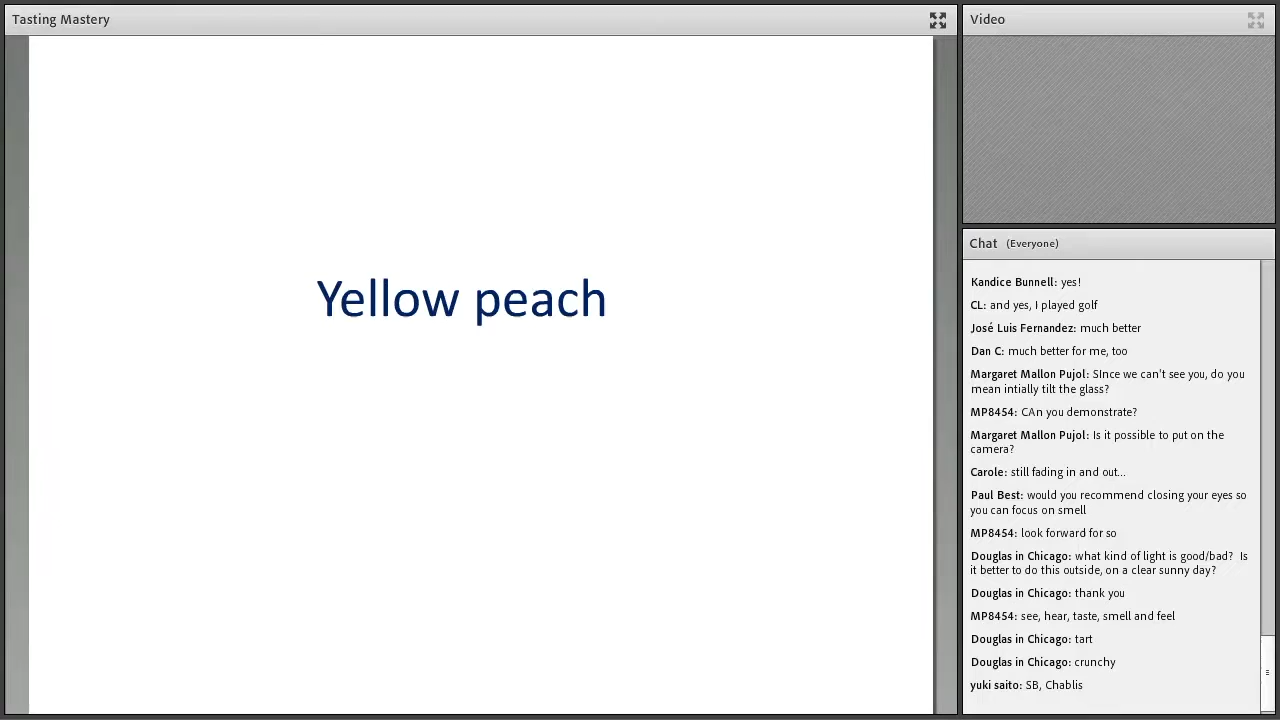 Tasting Mastery
Yellow peach
Video
Chat (Everyone)
Kandice Bunnell: yes!
CL: and yes, I played golf
José Luis Fernandez: much better
Dan C: much better for me, too
Margaret Mallon Pujol: SInce we can't see you, do you
mean intially tilt the glass?
MP8454: CAn you demonstrate?
Margaret Mallon Pujol: Is it possible to put on the
camera?
Carole: still fading in and out...
Paul Best: would you recommend closing your eyes so
you can focus on smell
MP8454: look forward for so
Douglas in Chicago: what kind of light is good/bad? Is
it better to do this outside, on a clear sunny day?
Douglas in Chicago: thank you
MP8454: see, hear, taste, smell and feel
Douglas in Chicago: tart
Douglas in Chicago: crunchy
yuki saito: SB, Chablis